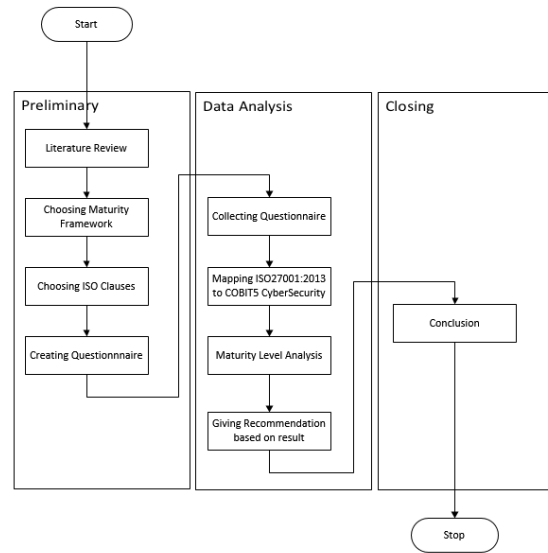 Start
Preliminary
Literature Review
Choosing Maturity
Framework
Choosing ISO Clauses
Creating Questionnnaire
Data Analysis
Collecting Questionnaire
Mapping ISO27001:2013
to COBIT5 CyberSecurity
Maturity Level Analysis
Giving Recommendation
based on result
Closing
Conclusion
Stop